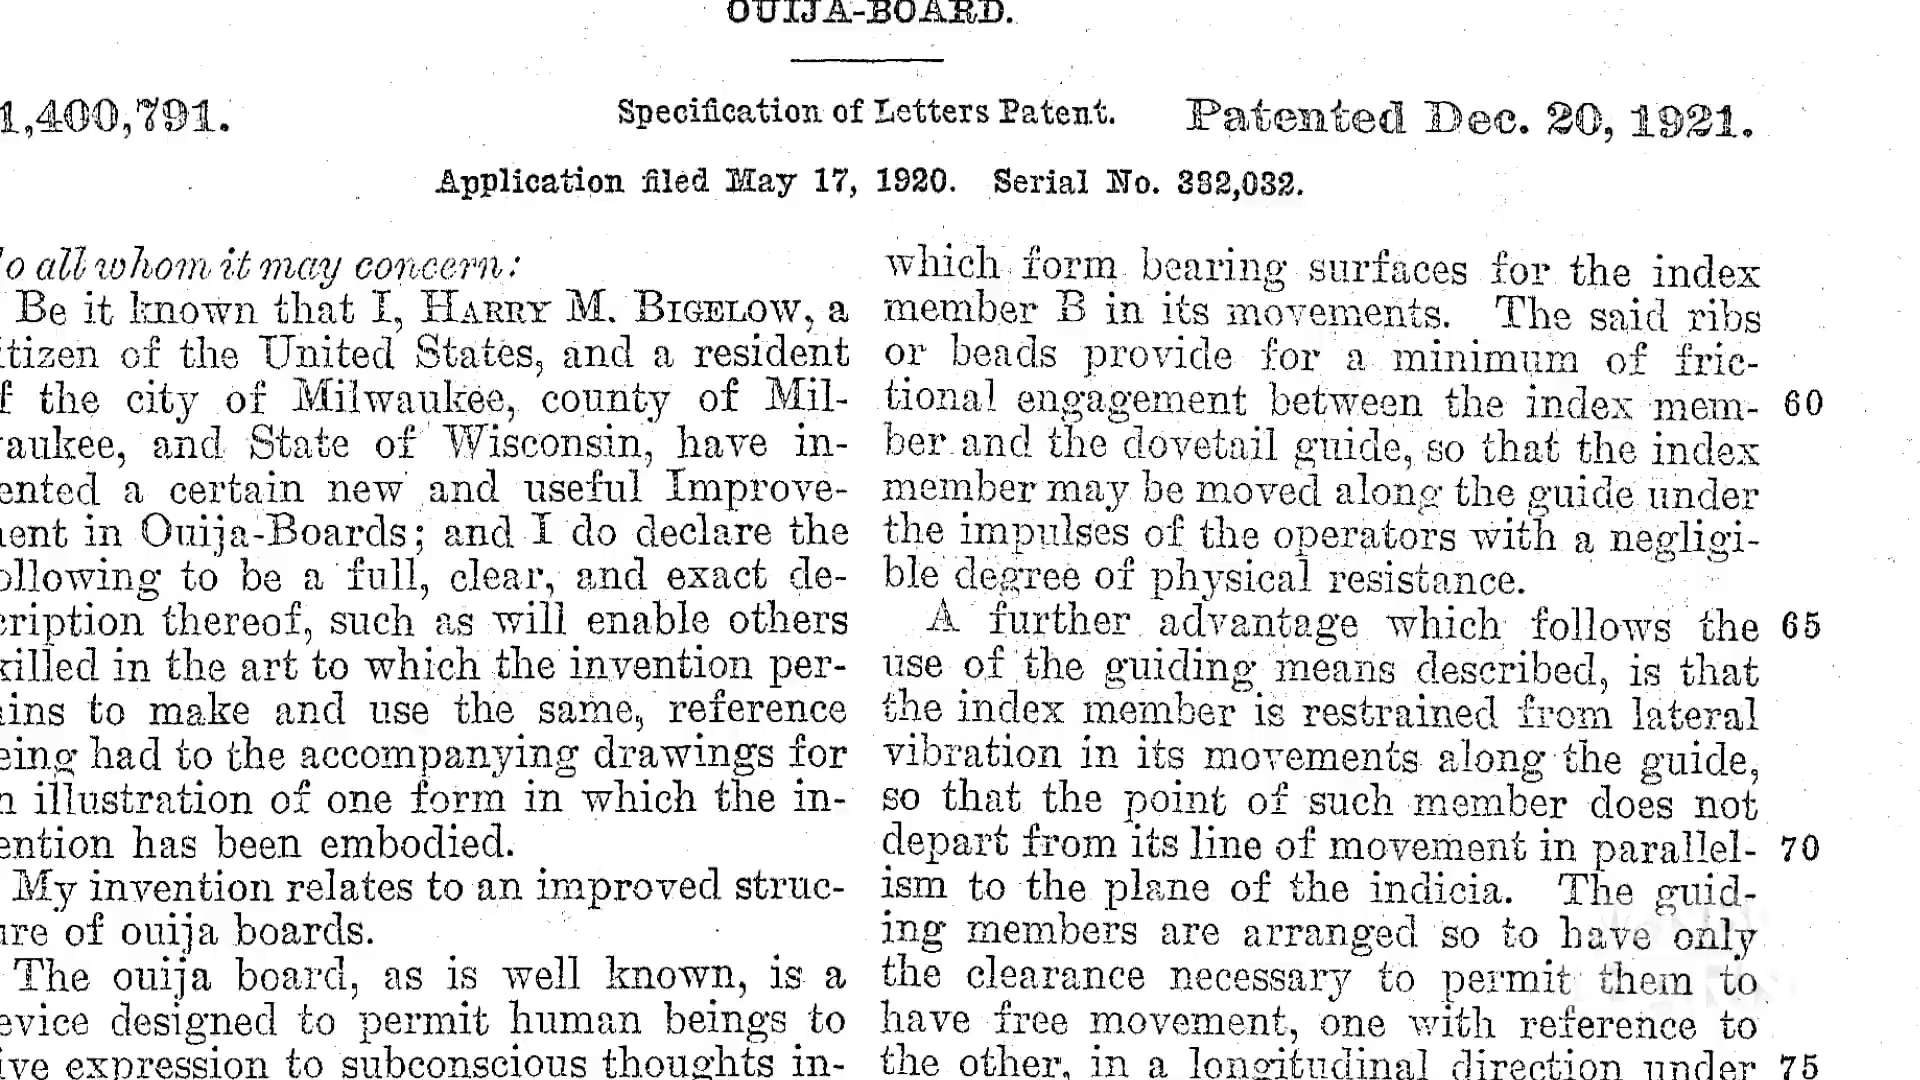 OUIJA-BOARD.
1,400,791.
Specification of Letters Patent.
Patented Dec. 20, 1921.
Application filed May 17, 1920. Serial No. 382,032.
o all whom it may concern:
Be it known that I, HARRY M. BIGELOW, a
tizen of the United States, and a resident
f the city of Milwaukee, county of Mil-
aukee, and State of Wisconsin, have in-
ented a certain new and useful Improve-
ent in Ouija-Boards; and I do declare the
ollowing to be a full, clear, and exact de-
cription thereof, such as will enable others
killed in the art to which the invention per-
ins to make and use the same, reference
eing had to the accompanying drawings for
n illustration of one form in which the in-
ention has been embodied.
My invention relates to an improved struc-
ure of ouija boards.
The ouija board, as is well known, is a
evice designed to permit human beings to
ive expression to subconscious thoughts in-
which form bearing surfaces for the index
member B in its movements. The said ribs
or beads provide for a minimum of fric-
tional engagement between the index mem- 60
ber and the dovetail guide, so that the index
member may be moved along the guide under
the impulses of the operators with a negligi-
ble degree of physical resistance.
A further advantage which follows the 65
use of the guiding means described, is that
the index member is restrained from lateral
vibration in its movements along the guide,
so that the point of such member does not
depart from its line of movement in parallel- 70
ism to the plane of the indicia. The guid-
ing members are arranged so to have only
the clearance necessary to permit them to
have free movement, one with reference to
the other, in a longitudinal direction under 75